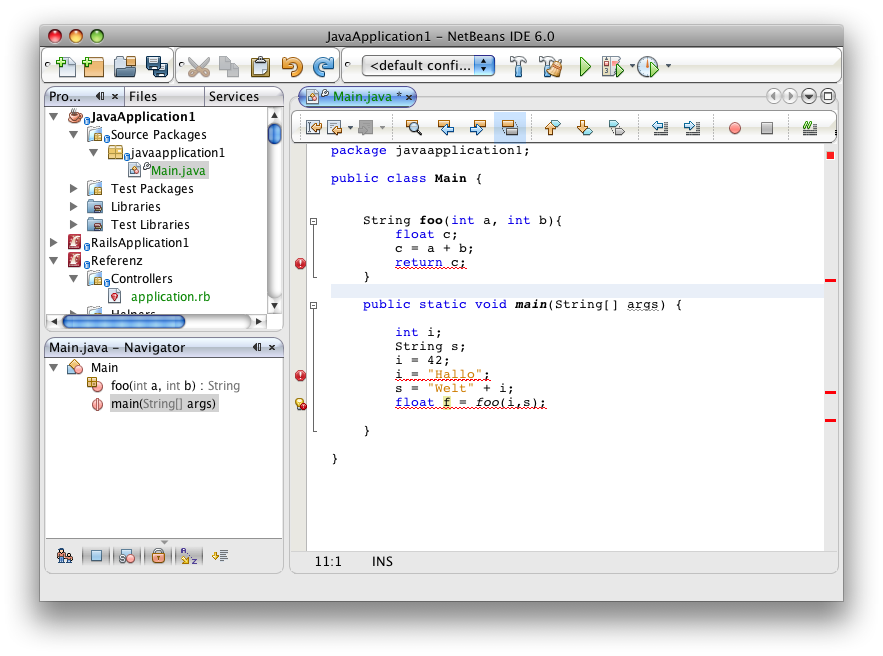 JavaApplication1 – NetBeans IDE 6.0
<default confi...
Pro... Files Services
JavaApplication1
Source Packages
javaapplication1
Main.java
Test Packages
Libraries
Test Libraries
RailsApplication1
Referenz
Controllers
application.rb
Helpers
Main.java – Navigator
Main
foo(int a, int b) : String
main(String[] args)
Main.java *
package javaapplication1;
public class Main {
String foo(int a, int b){
float c;
c = a + b;
return c;
}
public static void main(String[] args) {
int i;
String s;
i = 42;
i = "Hallo";
s = "Welt" + i;
float f = foo(i,s);
}
}
11:1 INS